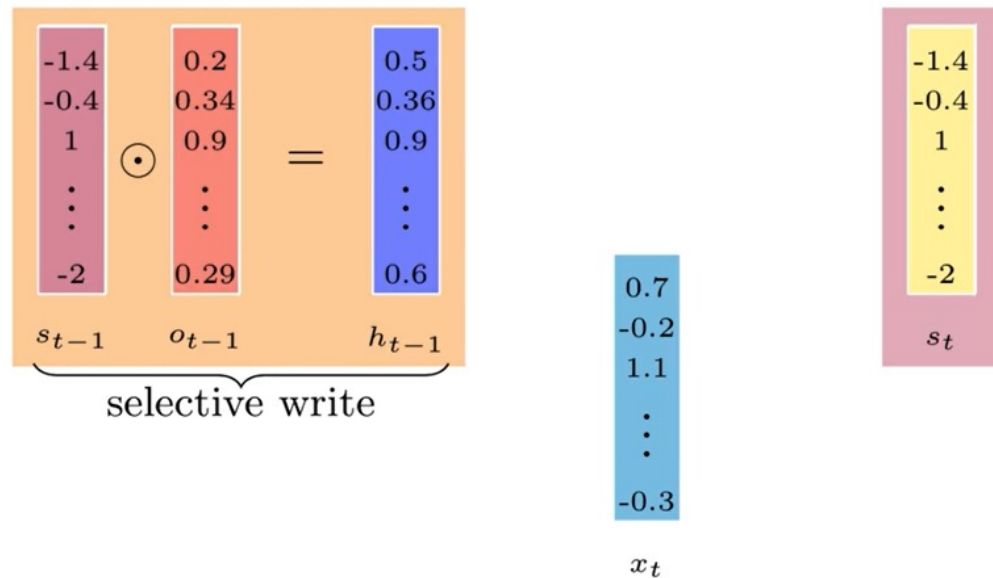 -1.4 0.2 0.5 -1.4
-0.4 0.34 0.36 -0.4
1 ⊙ 0.9 = 0.9 1
⋮ ⋮ ⋮ ⋮
-2 0.29 0.6 -2
s_{t-1} o_{t-1} h_{t-1} s_t
selective write
0.7
-0.2
1.1
⋮
-0.3
x_t